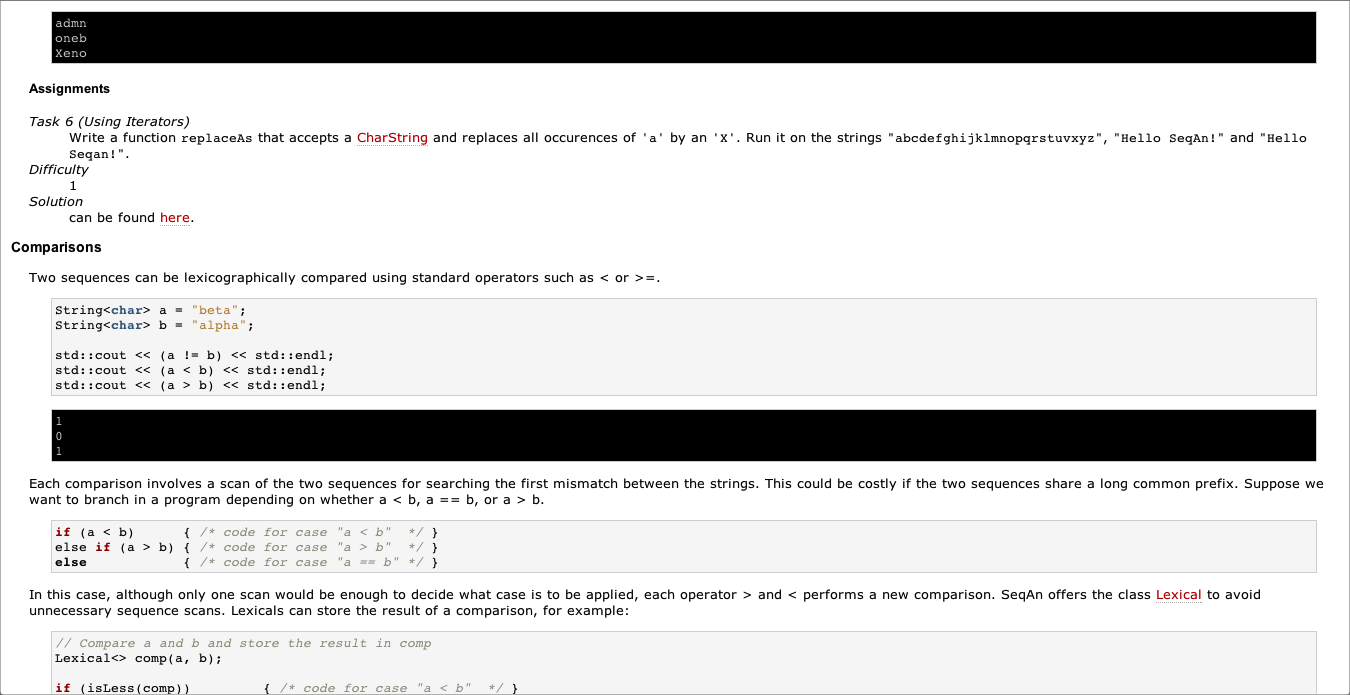 admn
oneb
Xeno
Assignments
Task 6 (Using Iterators)
Write a function replaceAs that accepts a CharString and replaces all occurences of 'a' by an 'X'. Run it on the strings "abcdefghijklmnopqrstuvxyz", "Hello SeqAn!" and "Hello
Seqan!".
Difficulty
1
Solution
can be found here.
Comparisons
Two sequences can be lexicographically compared using standard operators such as < or >=.
String<char> a = "beta";
String<char> b = "alpha";
std::cout << (a != b) << std::endl;
std::cout << (a < b) << std::endl;
std::cout << (a > b) << std::endl;
1
0
1
Each comparison involves a scan of the two sequences for searching the first mismatch between the strings. This could be costly if the two sequences share a long common prefix. Suppose we
want to branch in a program depending on whether a < b, a == b, or a > b.
if (a < b)      { /* code for case "a < b"  */ }
else if (a > b) { /* code for case "a > b"  */ }
else            { /* code for case "a == b" */ }
In this case, although only one scan would be enough to decide what case is to be applied, each operator > and < performs a new comparison. SeqAn offers the class Lexical to avoid
unnecessary sequence scans. Lexicals can store the result of a comparison, for example:
// Compare a and b and store the result in comp
Lexical<> comp(a, b);
if (isLess(comp))         { /* code for case "a < b"  */ }